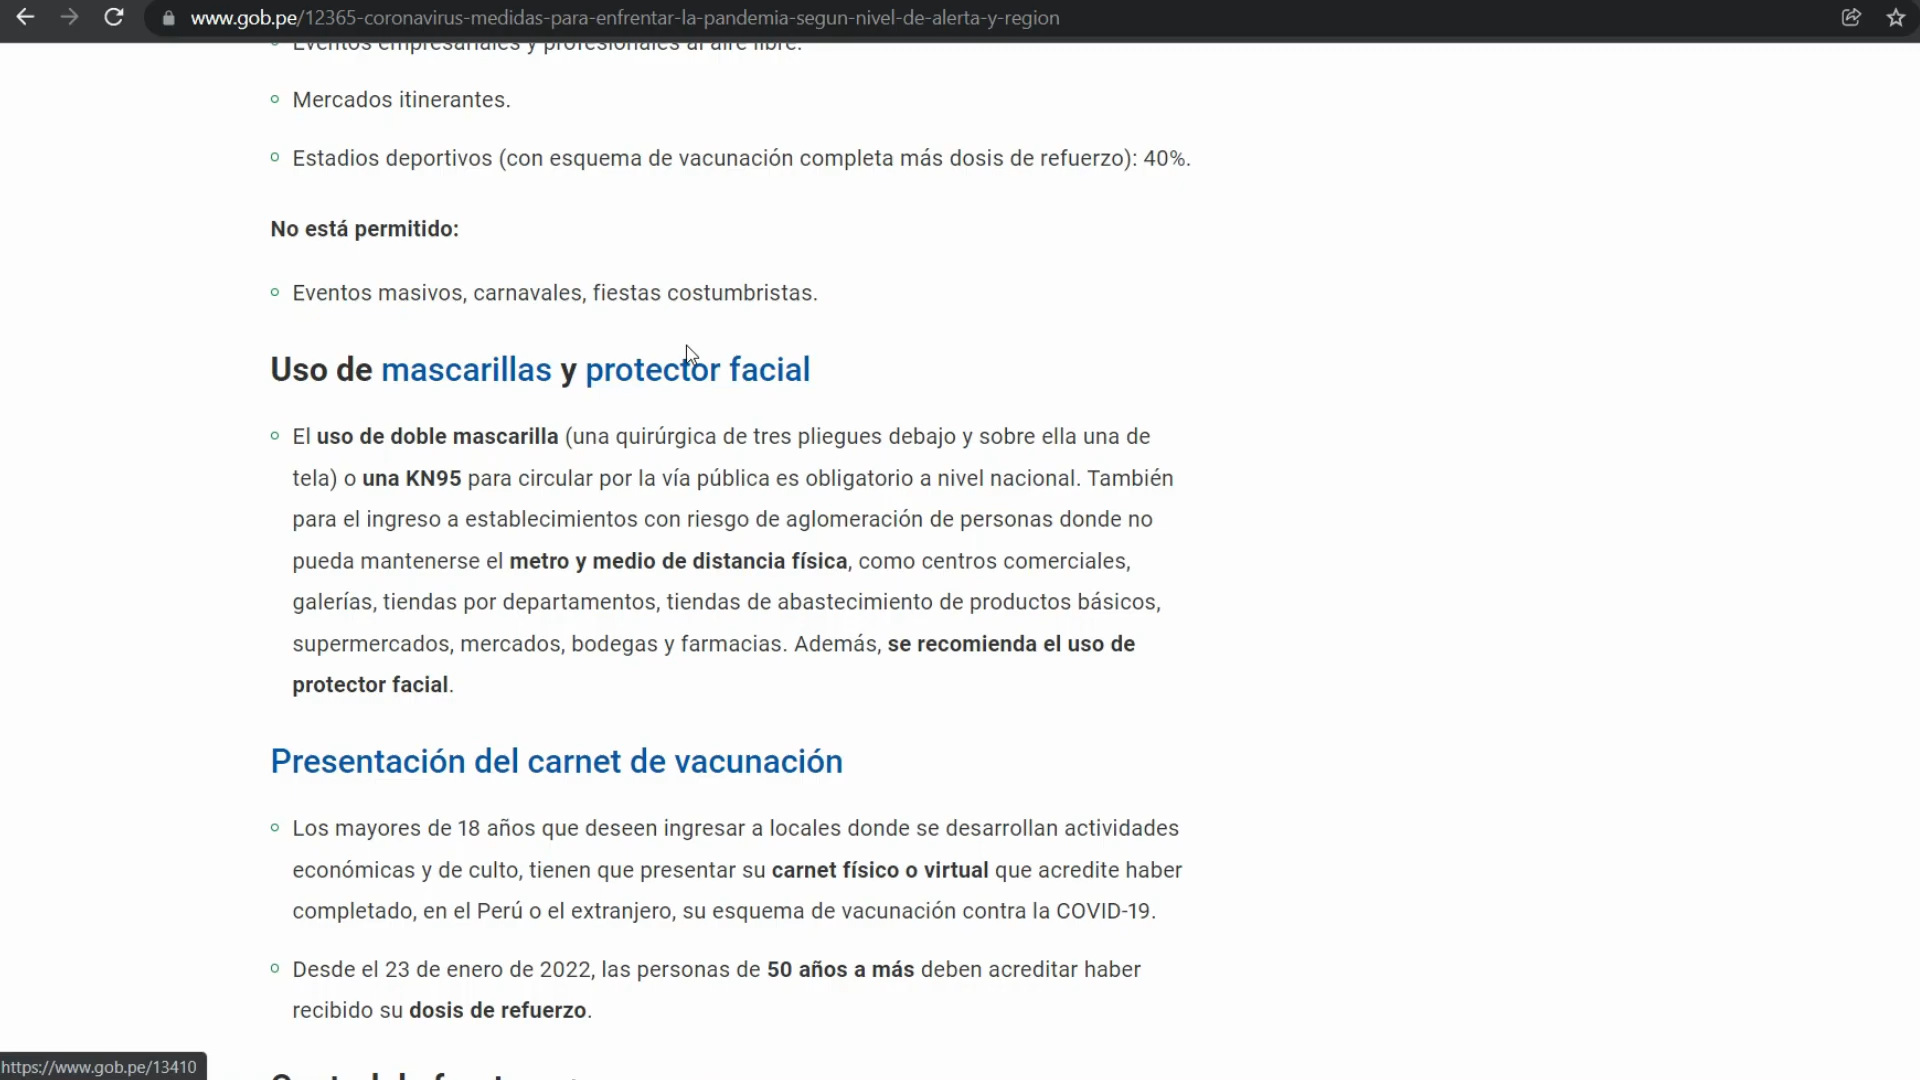 www.gob.pe/12365-coronavirus-medidas-para-enfrentar-la-pandemia-segun-nivel-de-alerta-y-region
Eventos empresariales y profesionales al aire libre.
Mercados itinerantes.
Estadios deportivos (con esquema de vacunación completa más dosis de refuerzo): 40%.
No está permitido:
Eventos masivos, carnavales, fiestas costumbristas.
Uso de mascarillas y protector facial
El uso de doble mascarilla (una quirúrgica de tres pliegues debajo y sobre ella una de
tela) o una KN95 para circular por la vía pública es obligatorio a nivel nacional. También
para el ingreso a establecimientos con riesgo de aglomeración de personas donde no
pueda mantenerse el metro y medio de distancia física, como centros comerciales,
galerías, tiendas por departamentos, tiendas de abastecimiento de productos básicos,
supermercados, mercados, bodegas y farmacias. Además, se recomienda el uso de
protector facial.
Presentación del carnet de vacunación
Los mayores de 18 años que deseen ingresar a locales donde se desarrollan actividades
económicas y de culto, tienen que presentar su carnet físico o virtual que acredite haber
completado, en el Perú o el extranjero, su esquema de vacunación contra la COVID-19.
Desde el 23 de enero de 2022, las personas de 50 años a más deben acreditar haber
recibido su dosis de refuerzo.
https://www.gob.pe/13410